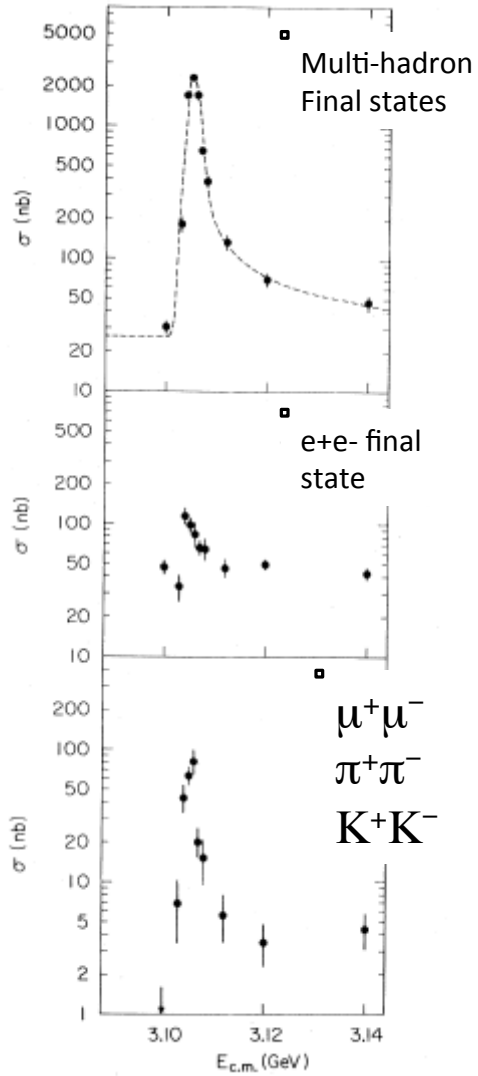 5000
2000
1000
500
200
100
50
20
10
σ (nb)
Multi-hadron
Final states
500
200
100
50
10
σ (nb)
e+e- final
state
200
100
50
20
10
5
2
1
σ (nb)
μ⁺μ⁻
π⁺π⁻
K⁺K⁻
3.10
3.12
3.14
E_c.m. (GeV)